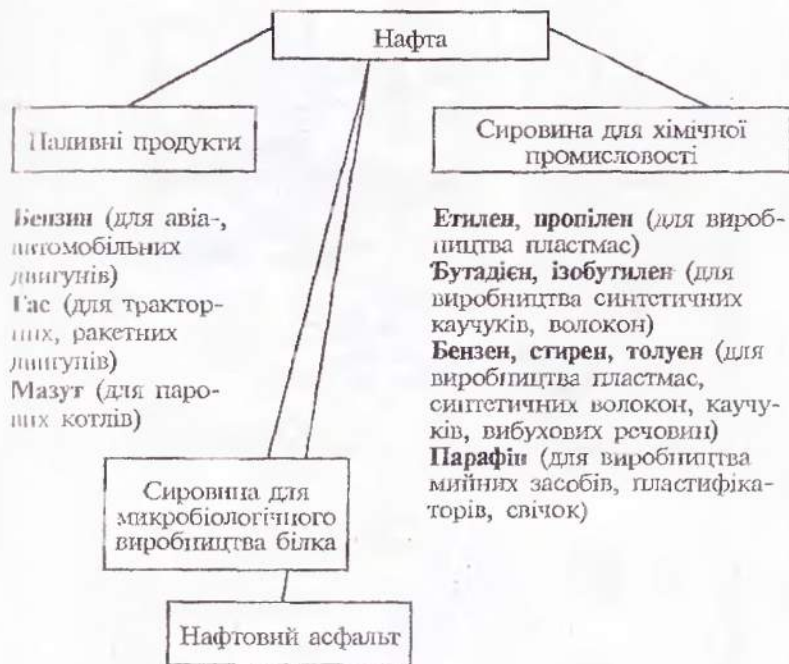 Нафта
Паливні продукти
Сировина для хімічної
промисловості
Бензин (для авіа-,
автомобільних
двигунів)
Гас (для трактор-
них, ракетних
двигунів)
Мазут (для паро-
вих котлів)
Етилен, пропілен (для вироб-
ництва пластмас)
Бутадієн, ізобутилен (для
виробництва синтетичних
каучуків, волокон)
Бензен, стирен, толуен (для
виробництва пластмас,
синтетичних волокон, каучу-
ків, вибухових речовин)
Парафін (для виробництва
мийних засобів, пластифіка-
торів, свічок)
Сировина для
микробіологічного
виробництва білка
Нафтовий асфальт